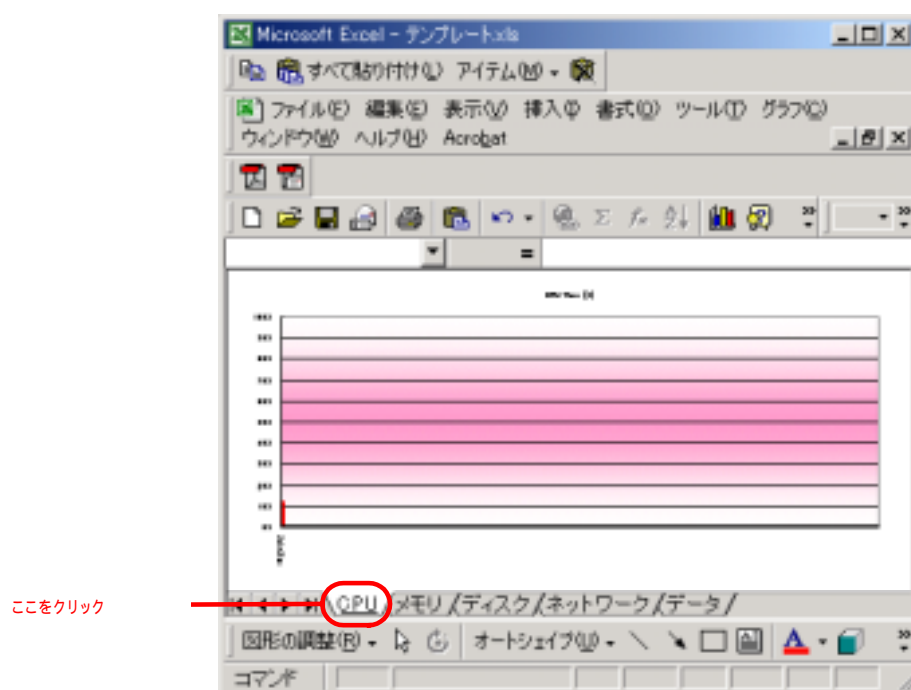 Microsoft Excel - テンプレート.xls
すべて貼り付け(L) アイテム(M)
ファイル(F) 編集(E) 表示(V) 挿入(I) 書式(O) ツール(T) グラフ(C)
ウィンドウ(W) ヘルプ(H) Acrobat
=
ここをクリック
CPU メモリ ディスク ネットワーク データ
図形の調整(R) オートシェイプ(U)
コマンド